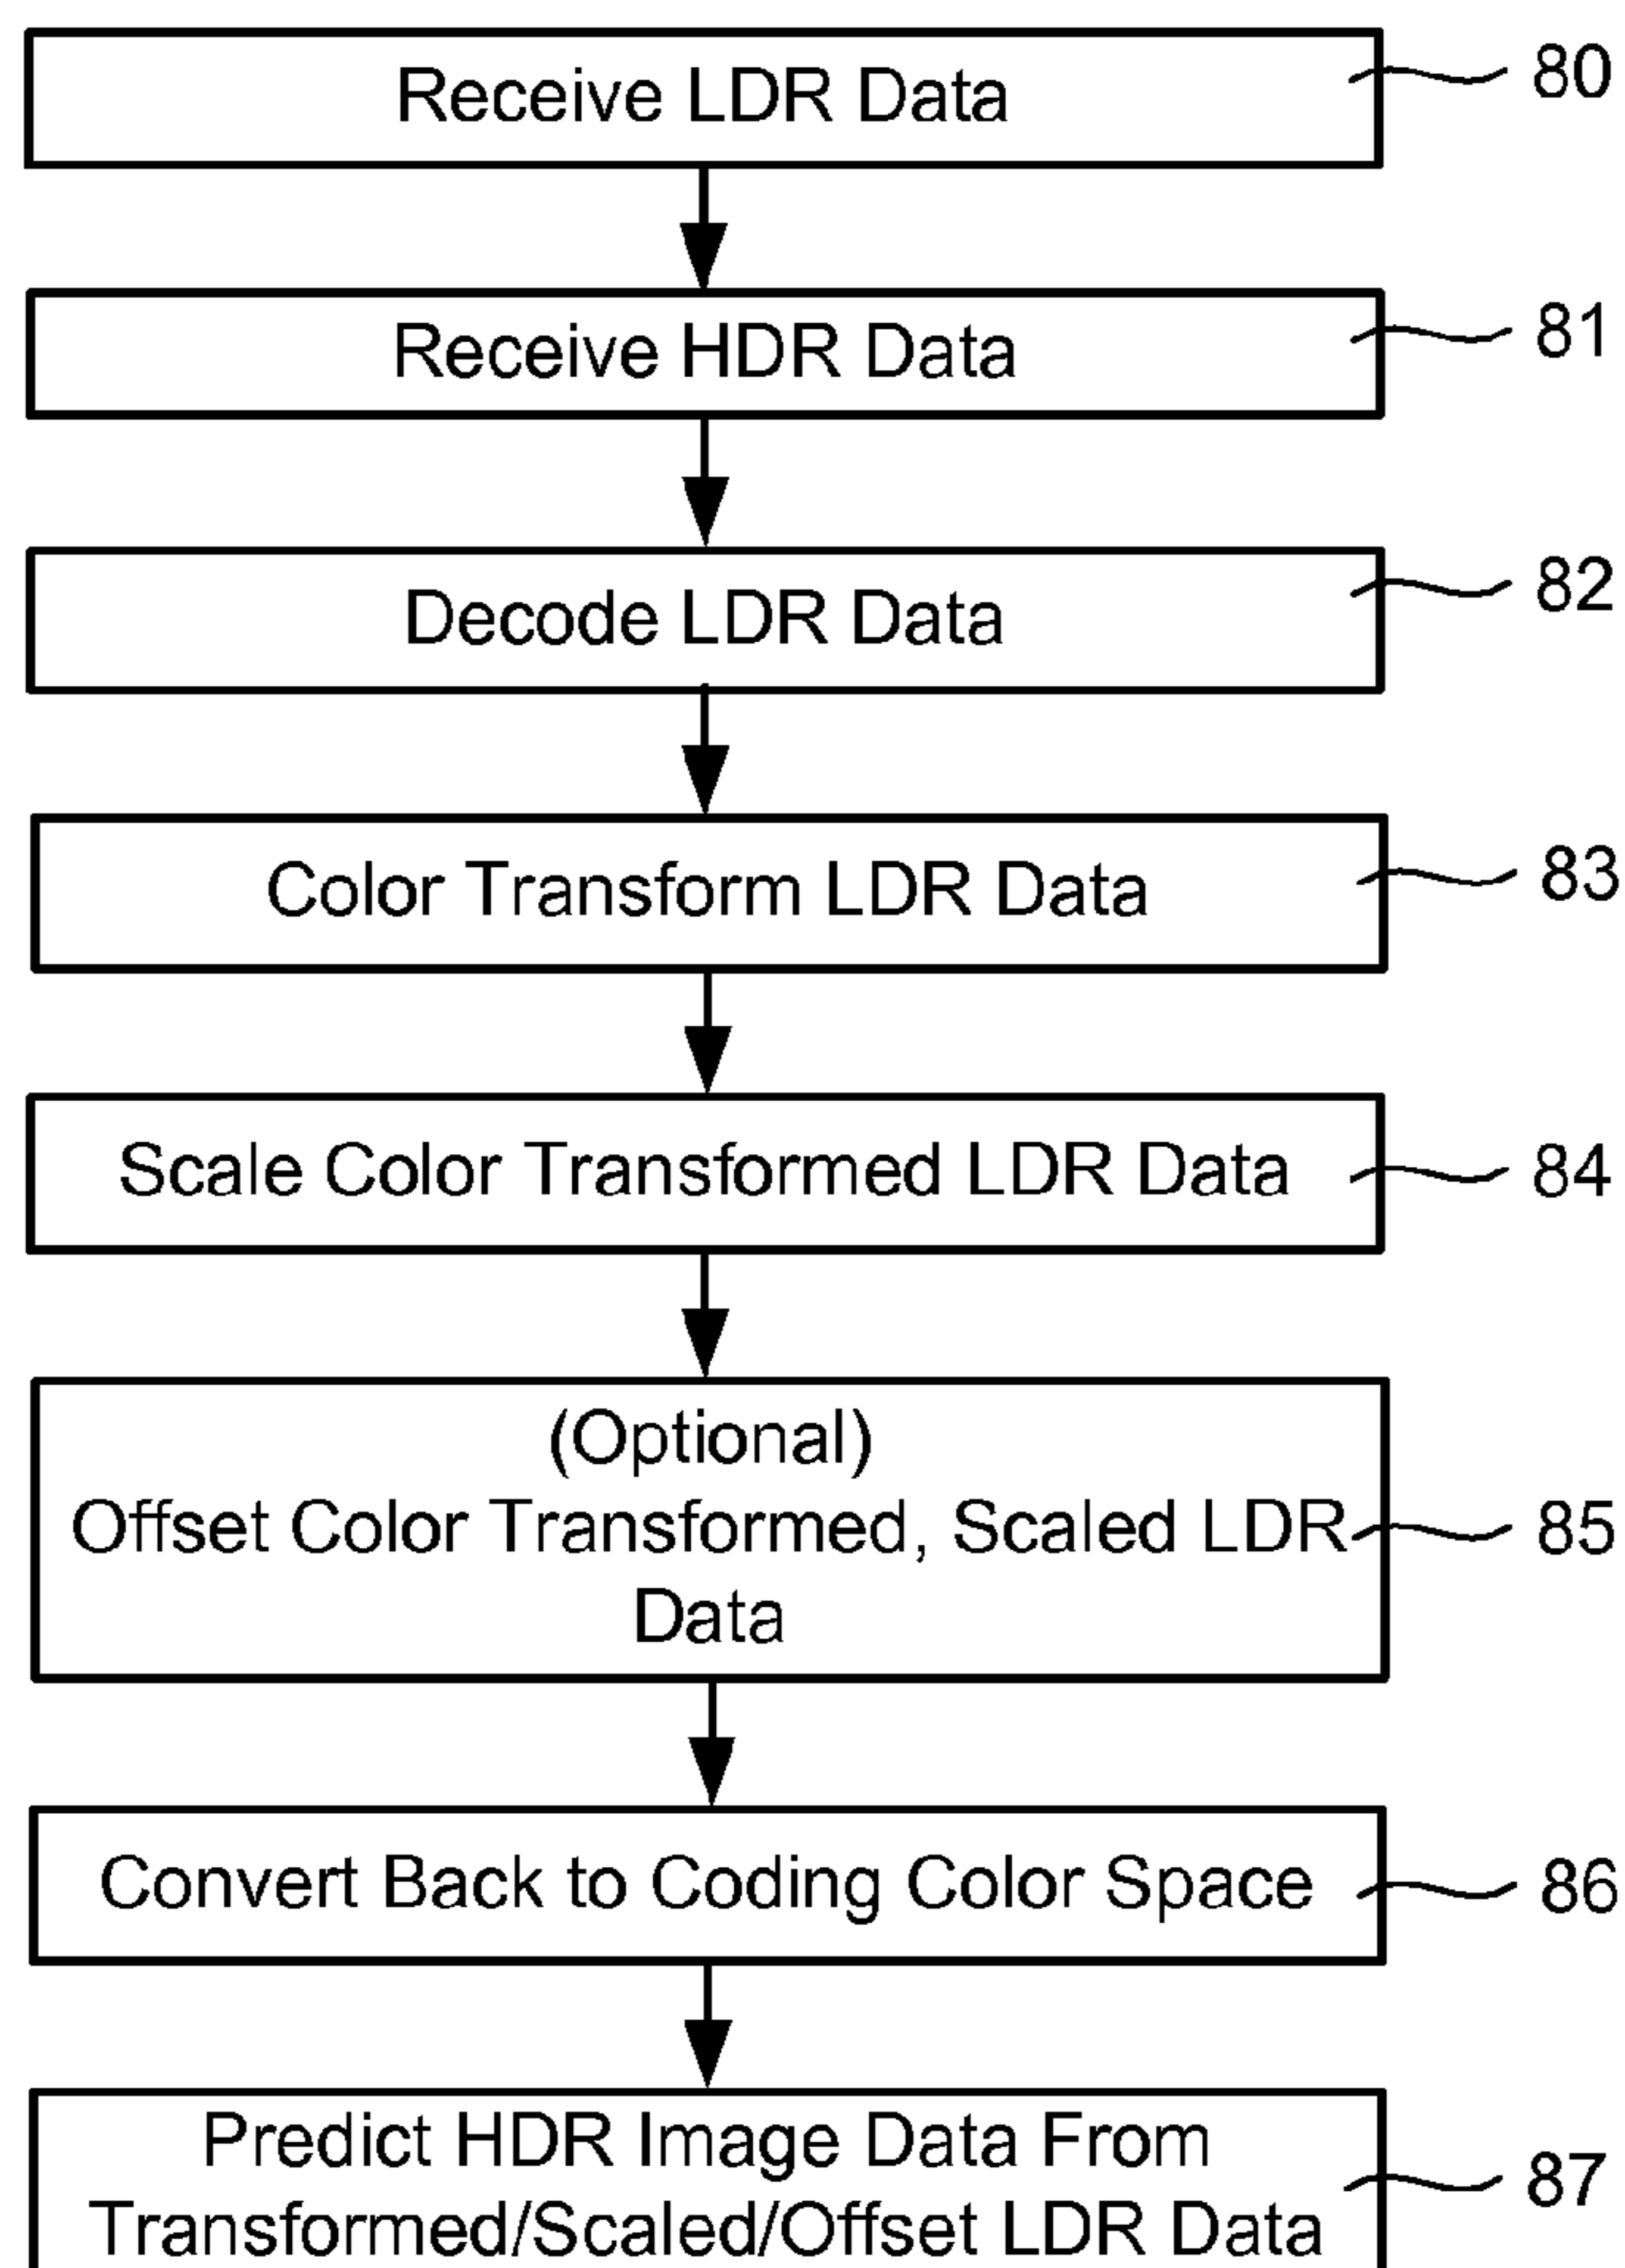 Receive LDR Data
80
Receive HDR Data
81
Decode LDR Data
82
Color Transform LDR Data
83
Scale Color Transformed LDR Data
84
(Optional)
Offset Color Transformed, Scaled LDR
Data
85
Convert Back to Coding Color Space
86
Predict HDR Image Data From
Transformed/Scaled/Offset LDR Data
87